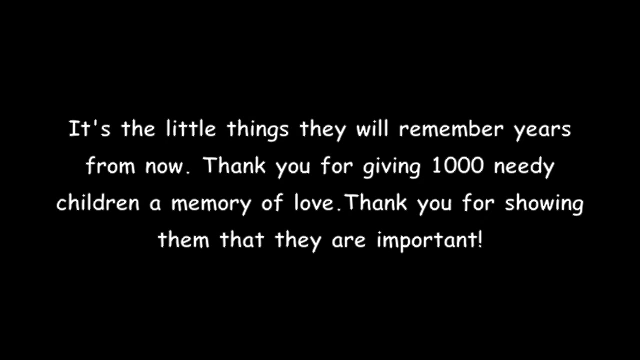 It's the little things they will remember years
from now. Thank you for giving 1000 needy
children a memory of love.Thank you for showing
them that they are important!